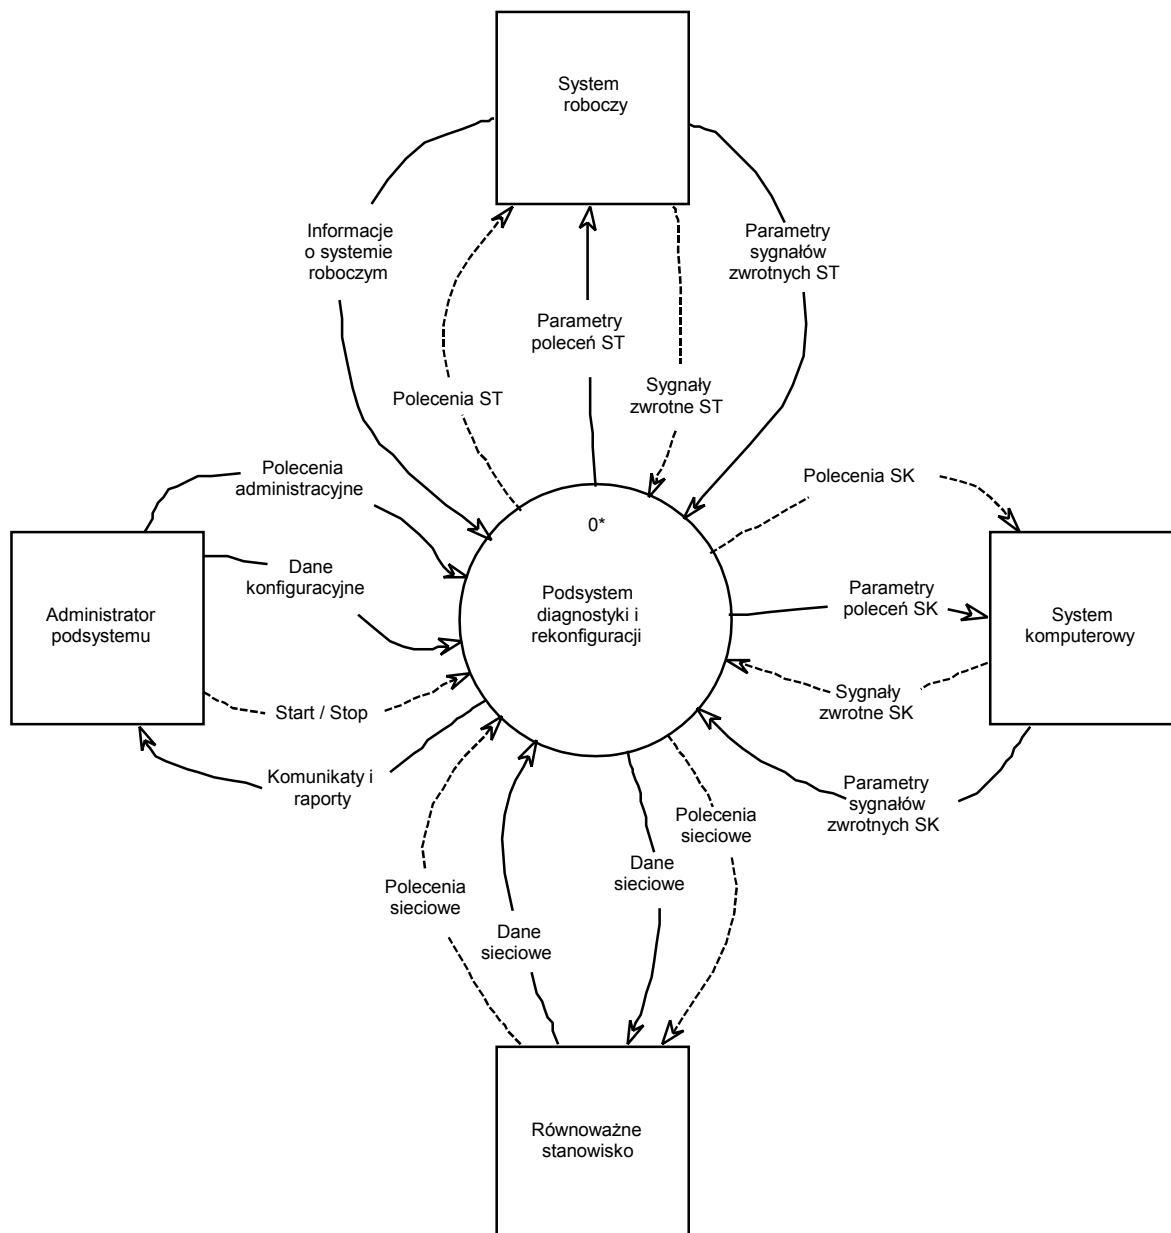 System
roboczy
Informacje
o systemie
roboczym
Parametry
sygnałów
zwrotnych ST
Parametry
poleceń ST
Polecenia ST
Sygnały
zwrotne ST
Polecenia
administracyjne
Polecenia SK
0*
Dane
konfiguracyjne
Administrator
podsystemu
Podsystem
diagnostyki i
rekonfiguracji
Parametry
poleceń SK
System
komputerowy
Start / Stop
Sygnały
zwrotne SK
Komunikaty i
raporty
Parametry
sygnałów
zwrotnych SK
Polecenia
sieciowe
Dane
sieciowe
Polecenia
sieciowe
Dane
sieciowe
Równoważne
stanowisko